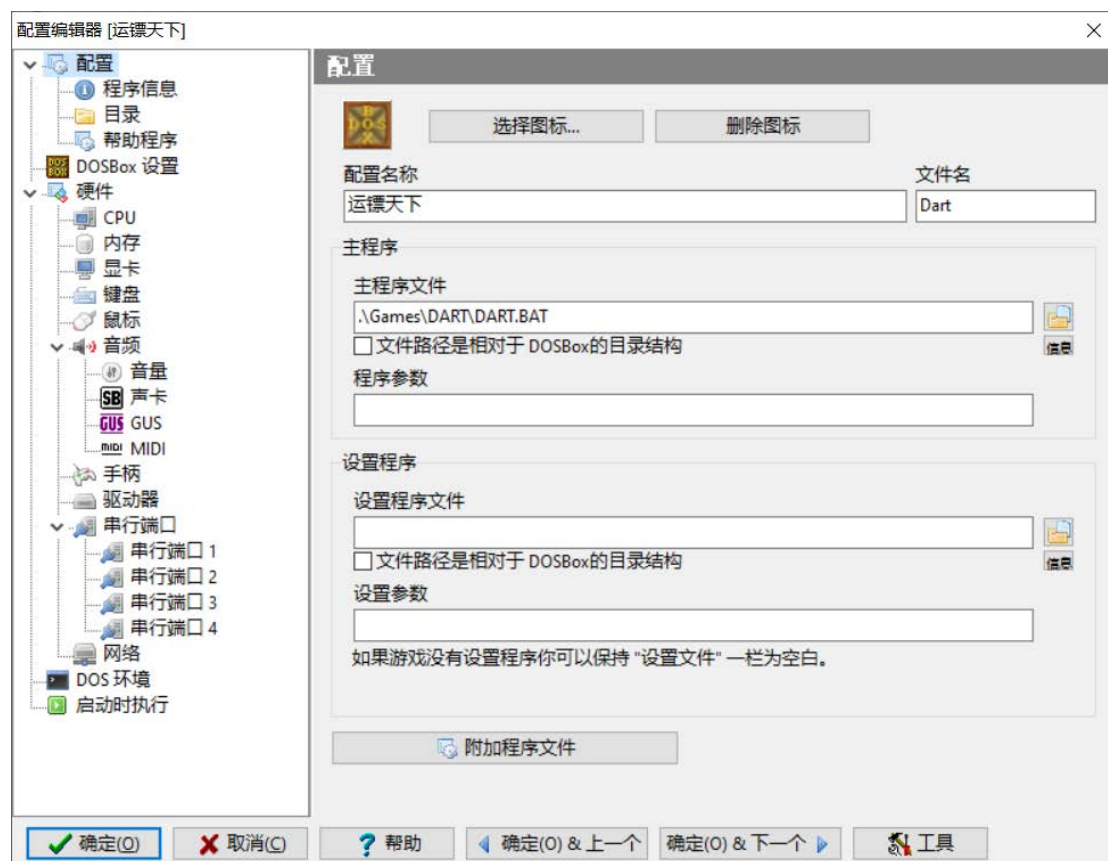 配置编辑器 [运镖天下]
配置
程序信息
目录
帮助程序
DOSBox 设置
硬件
CPU
内存
显卡
键盘
鼠标
音频
音量
SB 声卡
GUS GUS
MIDI MIDI
手柄
驱动器
串行端口
串行端口 1
串行端口 2
串行端口 3
串行端口 4
网络
DOS 环境
启动时执行
配置
选择图标...
删除图标
配置名称
文件名
运镖天下
Dart
主程序
主程序文件
.\Games\DART\DART.BAT
文件路径是相对于 DOSBox的目录结构
信息
程序参数
设置程序
设置程序文件
文件路径是相对于 DOSBox的目录结构
信息
设置参数
如果游戏没有设置程序你可以保持 "设置文件" 一栏为空白。
附加程序文件
确定(O)
取消(C)
帮助
确定(O) & 上一个
确定(O) & 下一个
工具